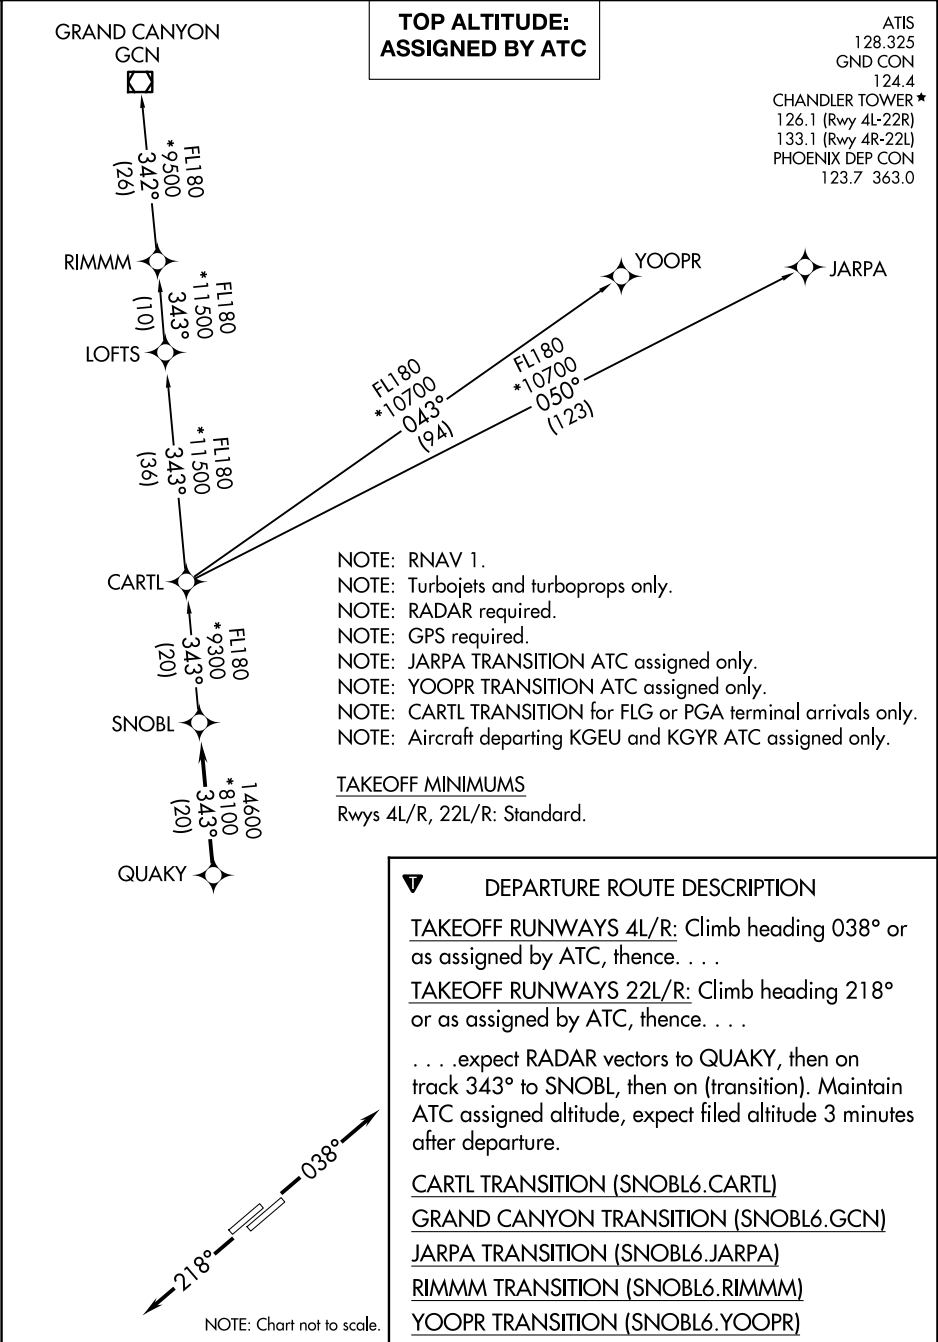 TOP ALTITUDE:
ASSIGNED BY ATC
ATIS
128.325
GND CON
124.4
CHANDLER TOWER★
126.1 (Rwy 4L-22R)
133.1 (Rwy 4R-22L)
PHOENIX DEP CON
123.7 363.0
GRAND CANYON
GCN
FL180
*9500
342°
(26)
RIMMM
FL180
*11500
343°
(10)
LOFTS
YOOPR
JARPA
FL180
*10700
043°
(94)
FL180
*10700
050°
(123)
FL180
*11500
343°
(36)
CARTL
FL180
*9300
343°
(20)
SNOBL
14600
*8100
343°
(20)
QUAKY
NOTE: RNAV 1.
NOTE: Turbojets and turboprops only.
NOTE: RADAR required.
NOTE: GPS required.
NOTE: JARPA TRANSITION ATC assigned only.
NOTE: YOOPR TRANSITION ATC assigned only.
NOTE: CARTL TRANSITION for FLG or PGA terminal arrivals only.
NOTE: Aircraft departing KGEU and KGYR ATC assigned only.
TAKEOFF MINIMUMS
Rwys 4L/R, 22L/R: Standard.
T DEPARTURE ROUTE DESCRIPTION
TAKEOFF RUNWAYS 4L/R: Climb heading 038° or
as assigned by ATC, thence. . . .
TAKEOFF RUNWAYS 22L/R: Climb heading 218°
or as assigned by ATC, thence. . . .
. . . .expect RADAR vectors to QUAKY, then on
track 343° to SNOBL, then on (transition). Maintain
ATC assigned altitude, expect filed altitude 3 minutes
after departure.
CARTL TRANSITION (SNOBL6.CARTL)
GRAND CANYON TRANSITION (SNOBL6.GCN)
JARPA TRANSITION (SNOBL6.JARPA)
RIMMM TRANSITION (SNOBL6.RIMMM)
YOOPR TRANSITION (SNOBL6.YOOPR)
038°
218°
NOTE: Chart not to scale.